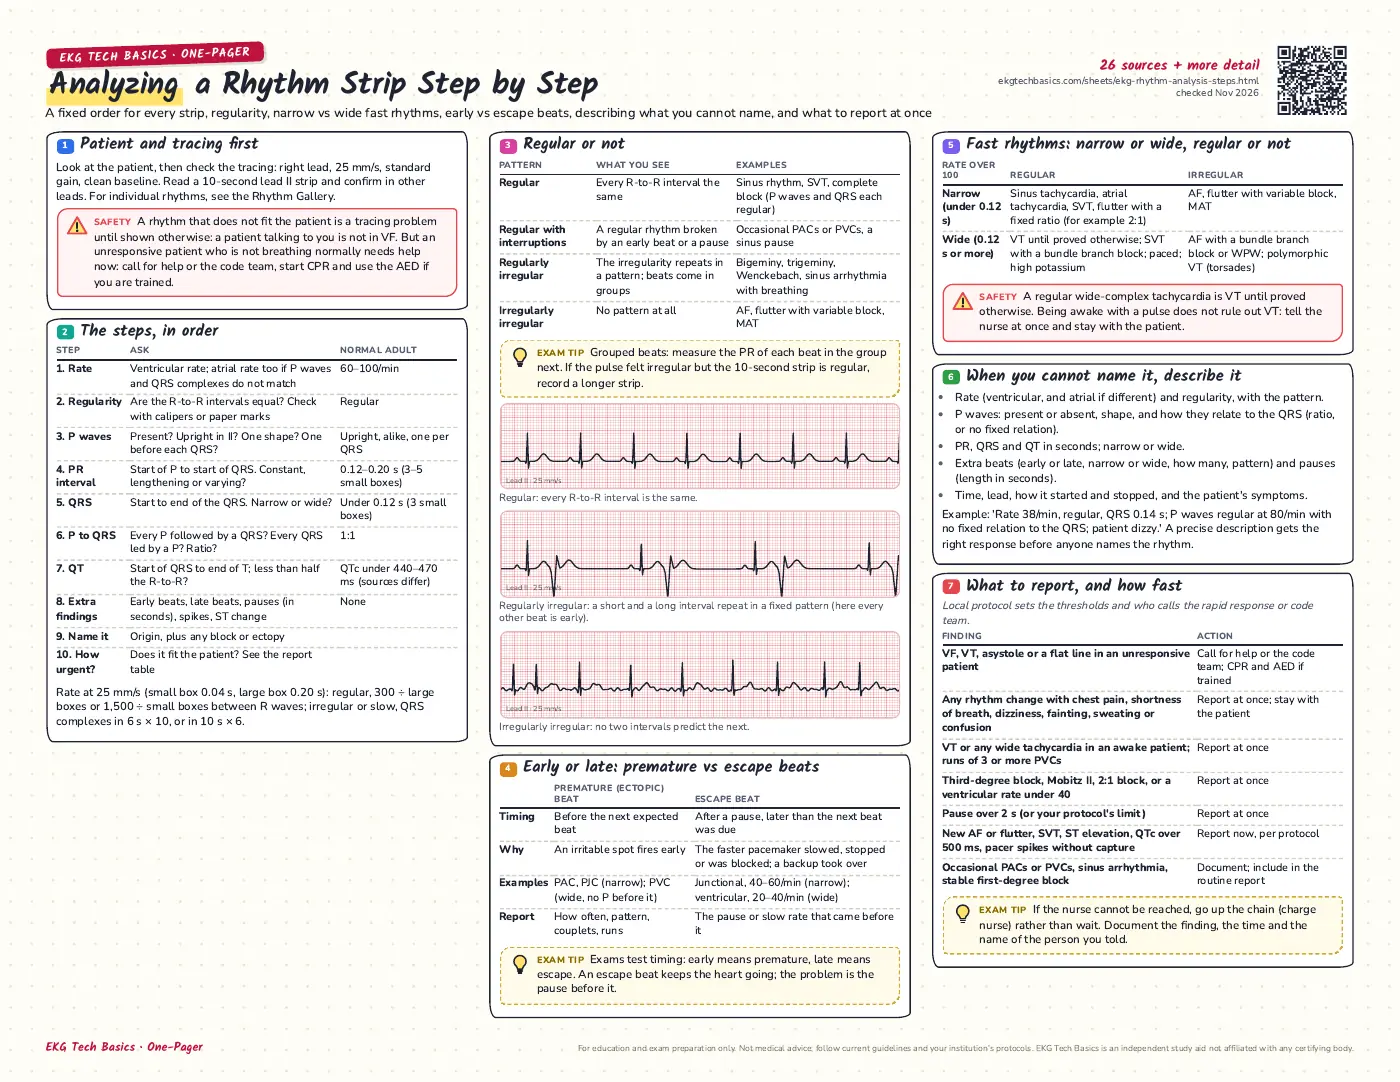 EKG TECH BASICS · ONE-PAGER
Analyzing a Rhythm Strip Step by Step
A fixed order for every strip, regularity, narrow vs wide fast rhythms, early vs escape beats, describing what you cannot name, and what to report at once
26 sources + more detail
ekgtechbasics.com/sheets/ekg-rhythm-analysis-steps.html
checked Nov 2026
1 Patient and tracing first
Look at the patient, then check the tracing: right lead, 25 mm/s, standard
gain, clean baseline. Read a 10-second lead II strip and confirm in other
leads. For individual rhythms, see the Rhythm Gallery.
SAFETY A rhythm that does not fit the patient is a tracing problem
until shown otherwise: a patient talking to you is not in VF. But an
unresponsive patient who is not breathing normally needs help
now: call for help or the code team, start CPR and use the AED if
you are trained.
2 The steps, in order
STEP ASK NORMAL ADULT
1. Rate Ventricular rate; atrial rate too if P waves 60–100/min
and QRS complexes do not match
2. Regularity Are the R-to-R intervals equal? Check Regular
with calipers or paper marks
3. P waves Present? Upright in II? One shape? One Upright, alike, one per
before each QRS? QRS
4. PR Start of P to start of QRS. Constant, 0.12–0.20 s (3–5
interval lengthening or varying? small boxes)
5. QRS Start to end of the QRS. Narrow or wide? Under 0.12 s (3 small
boxes)
6. P to QRS Every P followed by a QRS? Every QRS 1:1
led by a P? Ratio?
7. QT Start of QRS to end of T; less than half QTc under 440–470
the R-to-R? ms (sources differ)
8. Extra Early beats, late beats, pauses (in None
findings seconds), spikes, ST change
9. Name it Origin, plus any block or ectopy
10. How Does it fit the patient? See the report
urgent? table
Rate at 25 mm/s (small box 0.04 s, large box 0.20 s): regular, 300 ÷ large
boxes or 1,500 ÷ small boxes between R waves; irregular or slow, QRS
complexes in 6 s × 10, or in 10 s × 6.
3 Regular or not
PATTERN WHAT YOU SEE EXAMPLES
Regular Every R-to-R interval the Sinus rhythm, SVT, complete
same block (P waves and QRS each
regular)
Regular with A regular rhythm broken Occasional PACs or PVCs, a
interruptions by an early beat or a pause sinus pause
Regularly The irregularity repeats in Bigeminy, trigeminy,
irregular a pattern; beats come in Wenckebach, sinus arrhythmia
groups with breathing
Irregularly No pattern at all AF, flutter with variable block,
irregular MAT
EXAM TIP Grouped beats: measure the PR of each beat in the group
next. If the pulse felt irregular but the 10-second strip is regular,
record a longer strip.
Lead II · 25 mm/s
Regular: every R-to-R interval is the same.
Lead II · 25 mm/s
Regularly irregular: a short and a long interval repeat in a fixed pattern (here every
other beat is early).
Lead II · 25 mm/s
Irregularly irregular: no two intervals predict the next.
4 Early or late: premature vs escape beats
PREMATURE (ECTOPIC)
BEAT ESCAPE BEAT
Timing Before the next expected After a pause, later than the next beat
beat was due
Why An irritable spot fires early The faster pacemaker slowed, stopped
or was blocked; a backup took over
Examples PAC, PJC (narrow); PVC Junctional, 40–60/min (narrow);
(wide, no P before it) ventricular, 20–40/min (wide)
Report How often, pattern, The pause or slow rate that came before
couplets, runs it
EXAM TIP Exams test timing: early means premature, late means
escape. An escape beat keeps the heart going; the problem is the
pause before it.
5 Fast rhythms: narrow or wide, regular or not
RATE OVER
100 REGULAR IRREGULAR
Narrow Sinus tachycardia, atrial AF, flutter with variable block,
(under 0.12 tachycardia, SVT, flutter with a MAT
s) fixed ratio (for example 2:1)
Wide (0.12 VT until proved otherwise; SVT AF with a bundle branch
s or more) with a bundle branch block; paced; block or WPW; polymorphic
high potassium VT (torsades)
SAFETY A regular wide-complex tachycardia is VT until proved
otherwise. Being awake with a pulse does not rule out VT: tell the
nurse at once and stay with the patient.
6 When you cannot name it, describe it
• Rate (ventricular, and atrial if different) and regularity, with the pattern.
• P waves: present or absent, shape, and how they relate to the QRS (ratio,
or no fixed relation).
• PR, QRS and QT in seconds; narrow or wide.
• Extra beats (early or late, narrow or wide, how many, pattern) and pauses
(length in seconds).
• Time, lead, how it started and stopped, and the patient's symptoms.
Example: 'Rate 38/min, regular, QRS 0.14 s; P waves regular at 80/min with
no fixed relation to the QRS; patient dizzy.' A precise description gets the
right response before anyone names the rhythm.
7 What to report, and how fast
Local protocol sets the thresholds and who calls the rapid response or code
team.
FINDING ACTION
VF, VT, asystole or a flat line in an unresponsive Call for help or the code
patient team; CPR and AED if
trained
Any rhythm change with chest pain, shortness Report at once; stay with
of breath, dizziness, fainting, sweating or the patient
confusion
VT or any wide tachycardia in an awake patient; Report at once
runs of 3 or more PVCs
Third-degree block, Mobitz II, 2:1 block, or a Report at once
ventricular rate under 40
Pause over 2 s (or your protocol's limit) Report at once
New AF or flutter, SVT, ST elevation, QTc over Report now, per protocol
500 ms, pacer spikes without capture
Occasional PACs or PVCs, sinus arrhythmia, Document; include in the
stable first-degree block routine report
EXAM TIP If the nurse cannot be reached, go up the chain (charge
nurse) rather than wait. Document the finding, the time and the
name of the person you told.
EKG Tech Basics · One-Pager
For education and exam preparation only. Not medical advice; follow current guidelines and your institution's protocols. EKG Tech Basics is an independent study aid not affiliated with any certifying body.